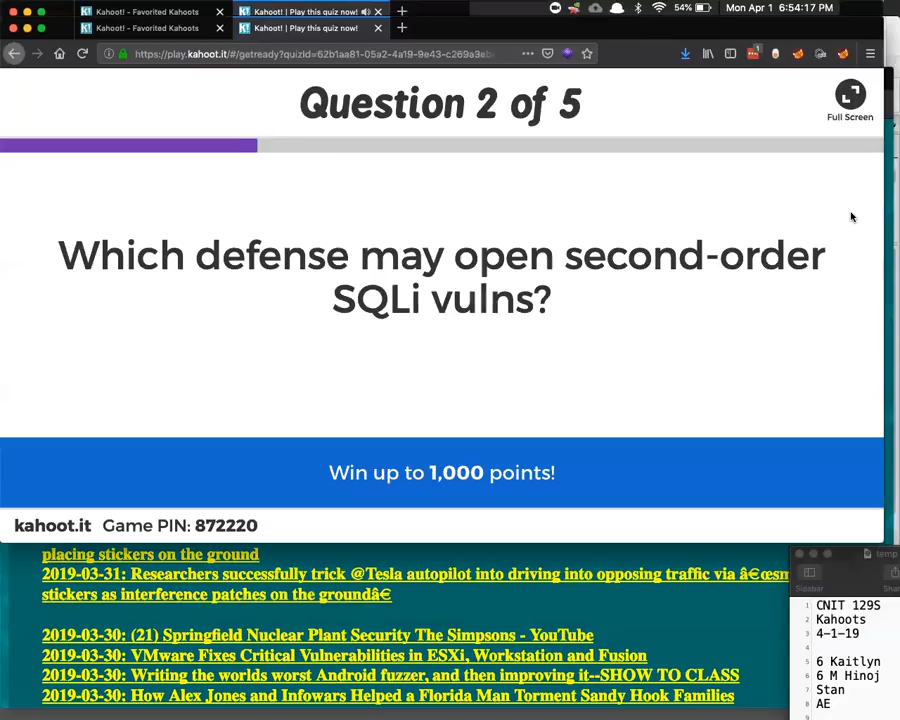 Kahoot! - Favorited Kahoots
Kahoot! | Play this quiz now!
54%
Mon Apr 1 6:54:17 PM
Kahoot! - Favorited Kahoots
Kahoot! | Play this quiz now!
https://play.kahoot.it/#/getready?quizId=62b1aa81-05a2-4a19-9e43-c269a9eb
Question 2 of 5
Full Screen
Which defense may open second-order
SQLi vulns?
Win up to 1,000 points!
kahoot.it Game PIN: 872220
placing stickers on the ground
2019-03-31: Researchers successfully trick @Tesla autopilot into driving into opposing traffic via â€œsm
stickers as interference patches on the groundâ€
2019-03-30: (21) Springfield Nuclear Plant Security The Simpsons - YouTube
2019-03-30: VMware Fixes Critical Vulnerabilities in ESXi, Workstation and Fusion
2019-03-30: Writing the worlds worst Android fuzzer, and then improving it--SHOW TO CLASS
2019-03-30: How Alex Jones and Infowars Helped a Florida Man Torment Sandy Hook Families
temp
Sidebar
Shar
1 CNIT 129S
2 Kahoots
3 4-1-19
4
5 6 Kaitlyn
6 6 M Hinoj
7 Stan
8 AE
9